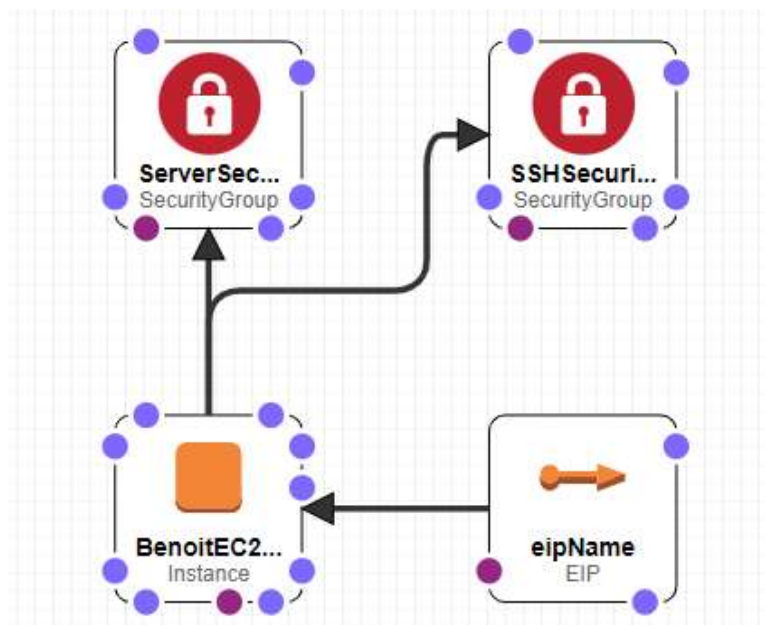 ServerSec...
SecurityGroup
SSHSecuri...
SecurityGroup
BenoitEC2...
Instance
eipName
EIP